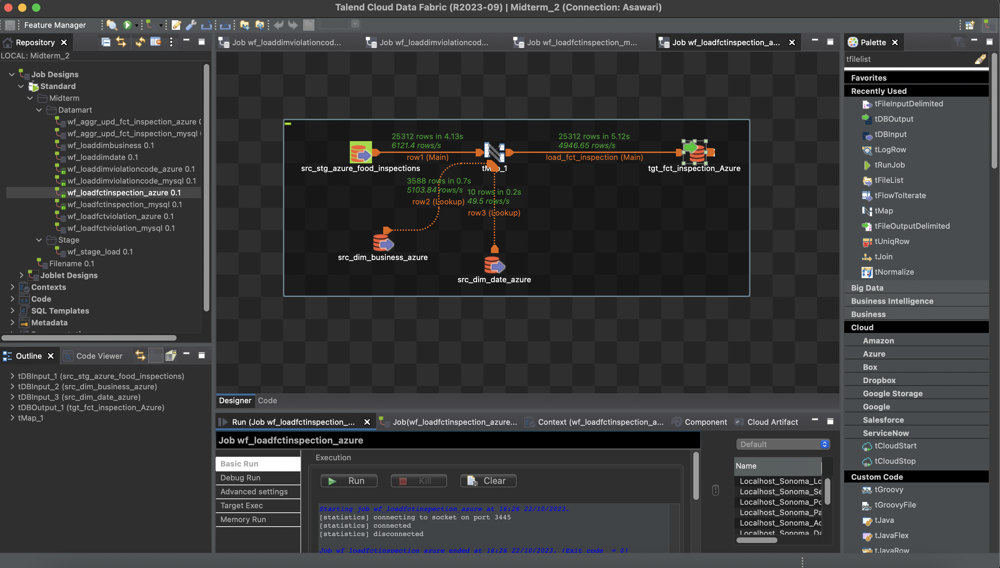 Talend Cloud Data Fabric (R2023-09) | Midterm_2 (Connection: Asawari)
Feature Manager
Repository
LOCAL: Midterm_2
Job Designs
Standard
Midterm
Datamart
wf_aggr_upd_fct_inspection_azure
wf_aggr_upd_fct_inspection_mysql
wf_loaddimbusiness 0.1
wf_loaddimdate 0.1
wf_loaddimviolationcode_azure 0.1
wf_loaddimviolationcode_mysql 0.1
wf_loadfctinspection_azure 0.1
wf_loadfctinspection_mysql 0.1
wf_loadfctviolation_azure 0.1
wf_loadfctviolation_mysql 0.1
Stage
wf_stage_load 0.1
Filename 0.1
Joblet Designs
Contexts
Code
SQL Templates
Metadata
Outline
Code Viewer
tDBInput_1 (src_stg_azure_food_inspections)
tDBInput_2 (src_dim_business_azure)
tDBInput_3 (src_dim_date_azure)
tDBOutput_1 (tgt_fct_inspection_Azure)
tMap_1
Job wf_loaddimviolationcod...
Job wf_loaddimviolationcod...
Job wf_loadfctinspection_m...
Job wf_loadfctinspection_a...
25312 rows in 4.13s
6121.4 rows/s
row1 (Main)
25312 rows in 5.12s
4946.65 rows/s
load_fct_inspection (Main)
src_stg_azure_food_inspections
tMap_1
tgt_fct_inspection_Azure
3588 rows in 0.7s
5103.84 rows/s
row2 (Lookup)
10 rows in 0.2s
49.5 rows/s
row3 (Lookup)
src_dim_business_azure
src_dim_date_azure
Designer
Code
Run (Job wf_loadfctinspection_...
Job(wf_loadfctinspection_azure...
Context (wf_loadfctinspection_a...
Component
Cloud Artifact
Job wf_loadfctinspection_azure
Basic Run
Debug Run
Advanced settings
Target Exec
Memory Run
Execution
Run
Kill
Clear
Starting job wf_loadfctinspection_azure at 16:26 22/10/2023.
[statistics] connecting to socket on port 3445
[statistics] connected
[statistics] disconnected
Job wf_loadfctinspection_azure ended at 16:26 22/10/2023. [Exit code  = 0]
Default
Name
Localhost_Sonoma_Lo
Localhost_Sonoma_Se
Localhost_Sonoma_Po
Localhost_Sonoma_Pa
Localhost_Sonoma_Ad
Localhost_Sonoma_Da
Palette
tfilelist
Favorites
Recently Used
tFileInputDelimited
tDBOutput
tDBInput
tLogRow
tRunJob
tFileList
tFlowToIterate
tMap
tFileOutputDelimited
tUniqRow
tJoin
tNormalize
Big Data
Business Intelligence
Business
Cloud
Amazon
Azure
Box
Dropbox
Google Storage
Google
Salesforce
ServiceNow
tCloudStart
tCloudStop
Custom Code
tGroovy
tGroovyFile
tJava
tJavaFlex
tJavaRow